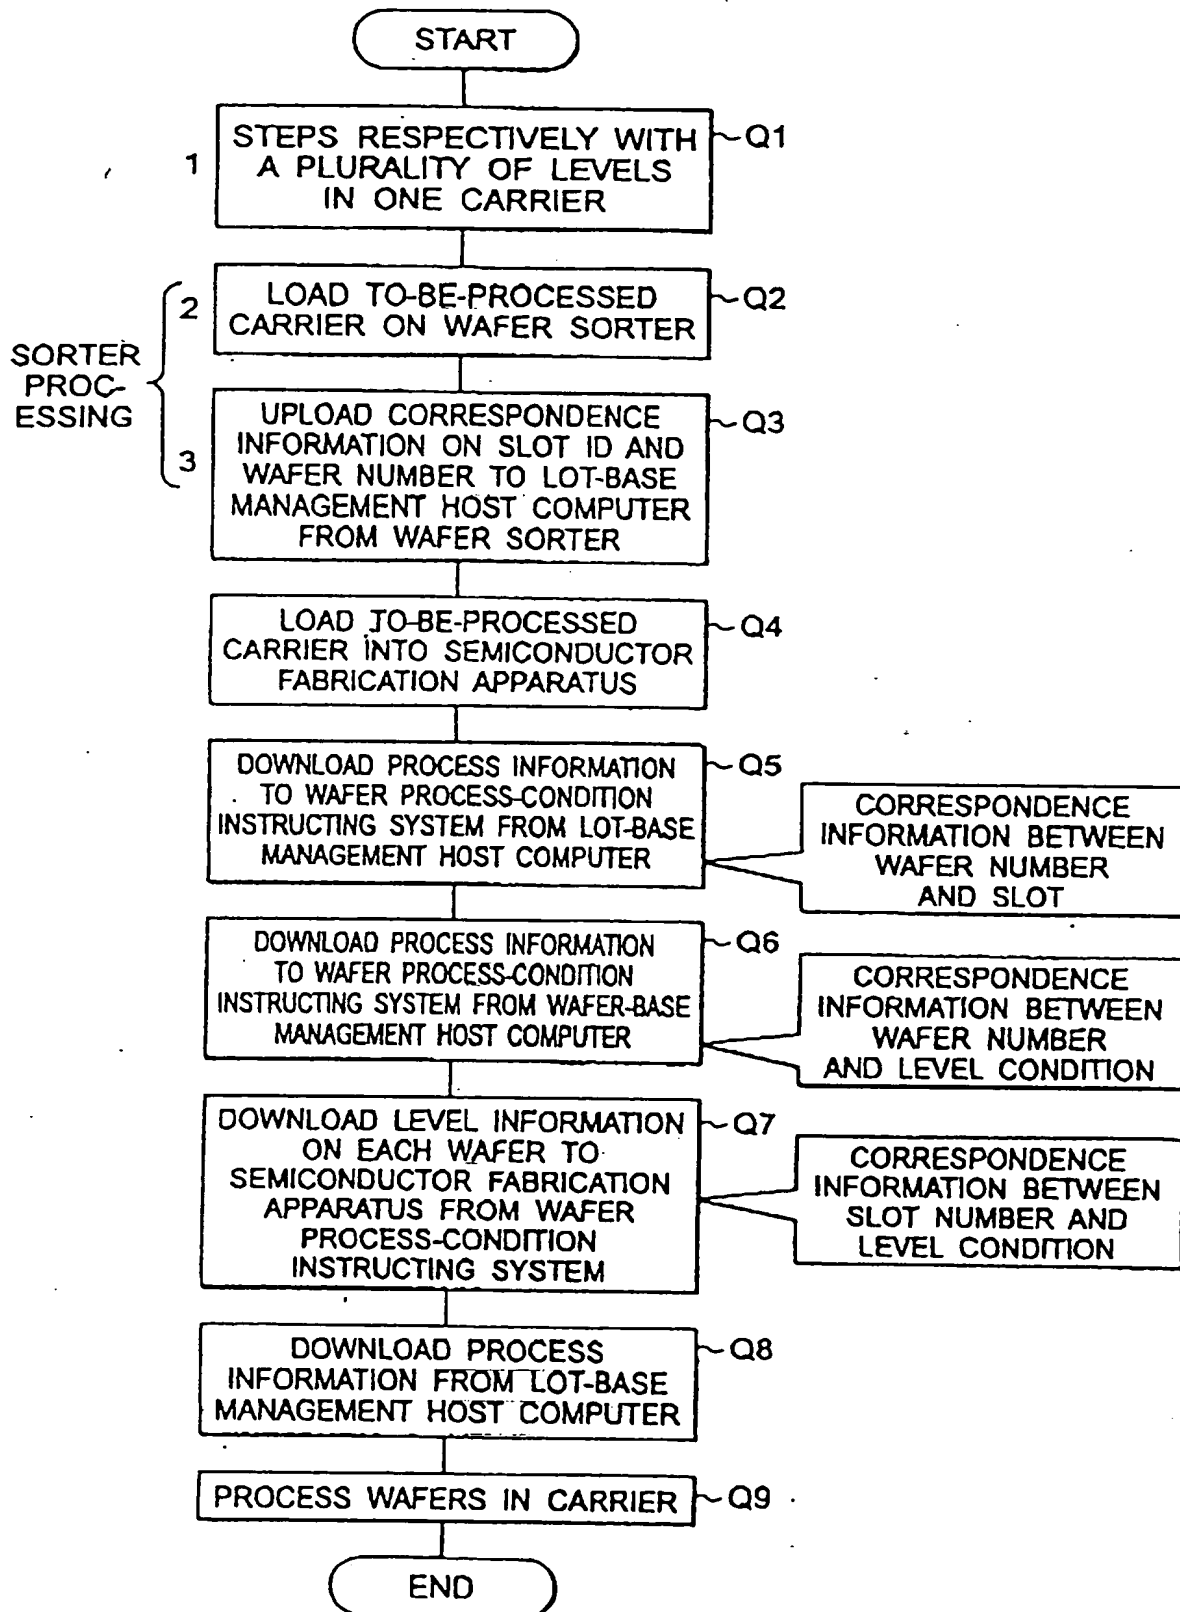 START
1
STEPS RESPECTIVELY WITH
A PLURALITY OF LEVELS
IN ONE CARRIER
Q1
SORTER
PROC-
ESSING
2
LOAD TO-BE-PROCESSED
CARRIER ON WAFER SORTER
Q2
3
UPLOAD CORRESPONDENCE
INFORMATION ON SLOT ID AND
WAFER NUMBER TO LOT-BASE
MANAGEMENT HOST COMPUTER
FROM WAFER SORTER
Q3
LOAD TO-BE-PROCESSED
CARRIER INTO SEMICONDUCTOR
FABRICATION APPARATUS
Q4
DOWNLOAD PROCESS INFORMATION
TO WAFER PROCESS-CONDITION
INSTRUCTING SYSTEM FROM LOT-BASE
MANAGEMENT HOST COMPUTER
Q5
CORRESPONDENCE
INFORMATION BETWEEN
WAFER NUMBER
AND SLOT
DOWNLOAD PROCESS INFORMATION
TO WAFER PROCESS-CONDITION
INSTRUCTING SYSTEM FROM WAFER-BASE
MANAGEMENT HOST COMPUTER
Q6
CORRESPONDENCE
INFORMATION BETWEEN
WAFER NUMBER
AND LEVEL CONDITION
DOWNLOAD LEVEL INFORMATION
ON EACH WAFER TO
SEMICONDUCTOR FABRICATION
APPARATUS FROM WAFER
PROCESS-CONDITION
INSTRUCTING SYSTEM
Q7
CORRESPONDENCE
INFORMATION BETWEEN
SLOT NUMBER AND
LEVEL CONDITION
DOWNLOAD PROCESS
INFORMATION FROM LOT-BASE
MANAGEMENT HOST COMPUTER
Q8
PROCESS WAFERS IN CARRIER
Q9
END